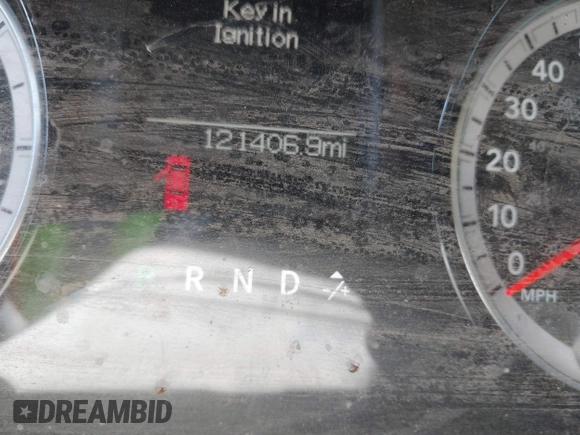 Key in
Ignition
40
30
121406.9mi
20
10
0
P R N D
MPH
DREAMBID